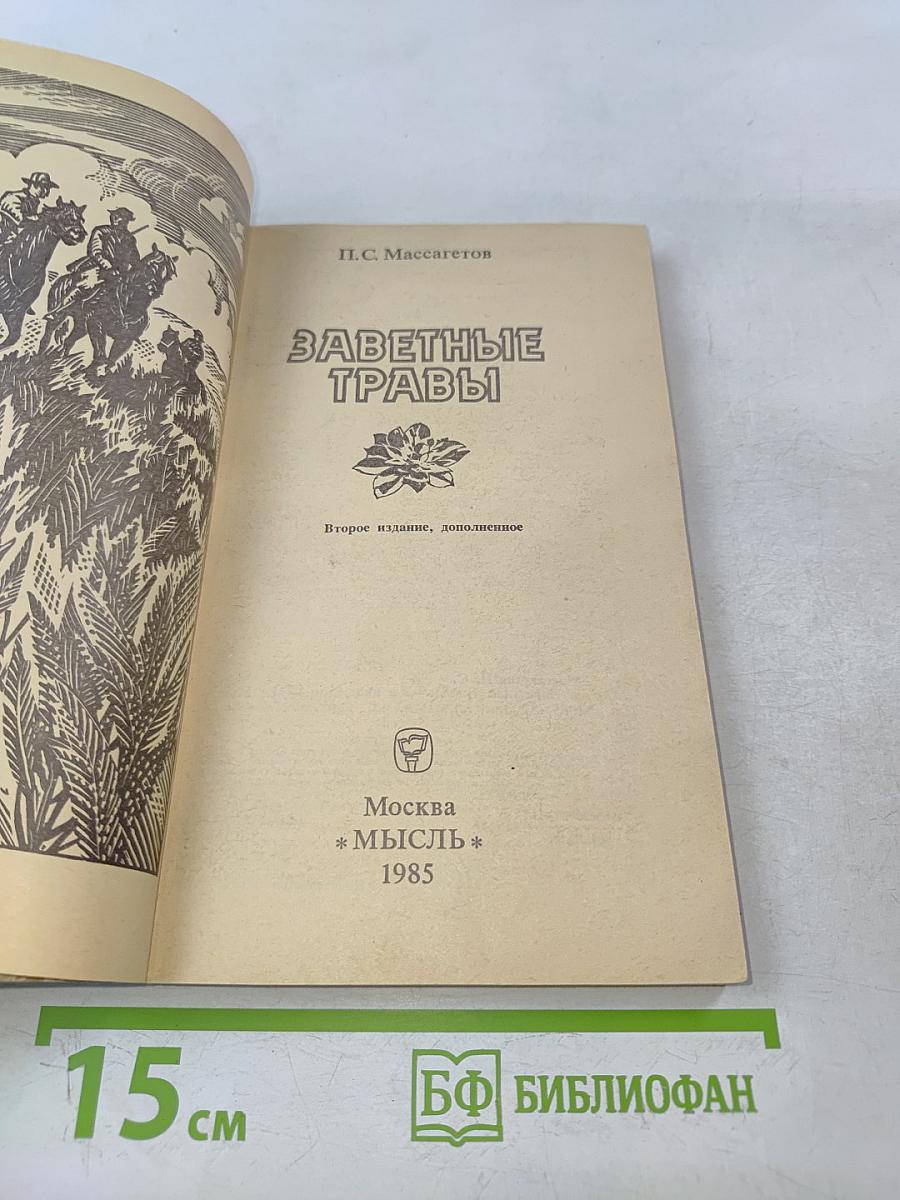 П.С. Массагетов
ЗАВЕТНЫЕ
ТРАВЫ
Второе издание, дополненное
Москва
*МЫСЛЬ*
1985
15 см
БФ БИБЛИОФАН